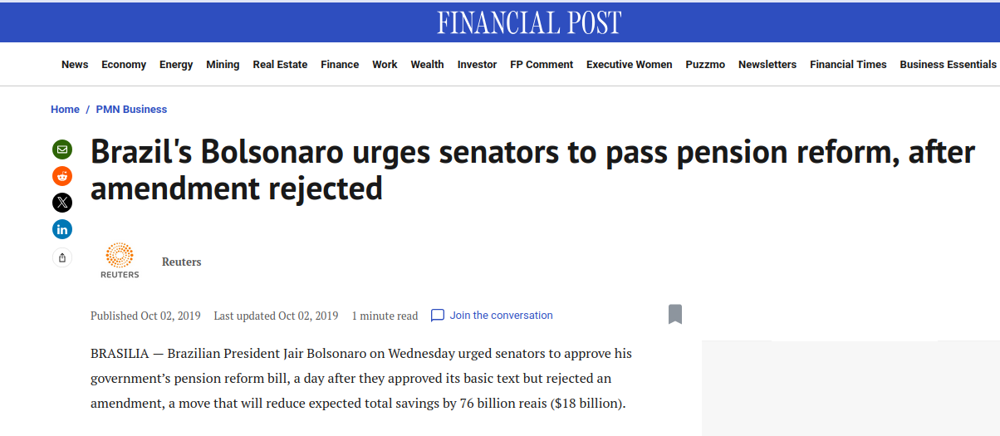 FINANCIAL POST
News Economy Energy Mining Real Estate Finance Work Wealth Investor FP Comment Executive Women Puzzmo Newsletters Financial Times Business Essentials
Home / PMN Business
Brazil's Bolsonaro urges senators to pass pension reform, after
amendment rejected
REUTERS
Reuters
Published Oct 02, 2019 Last updated Oct 02, 2019 1 minute read Join the conversation
BRASILIA — Brazilian President Jair Bolsonaro on Wednesday urged senators to approve his
government’s pension reform bill, a day after they approved its basic text but rejected an
amendment, a move that will reduce expected total savings by 76 billion reais ($18 billion).